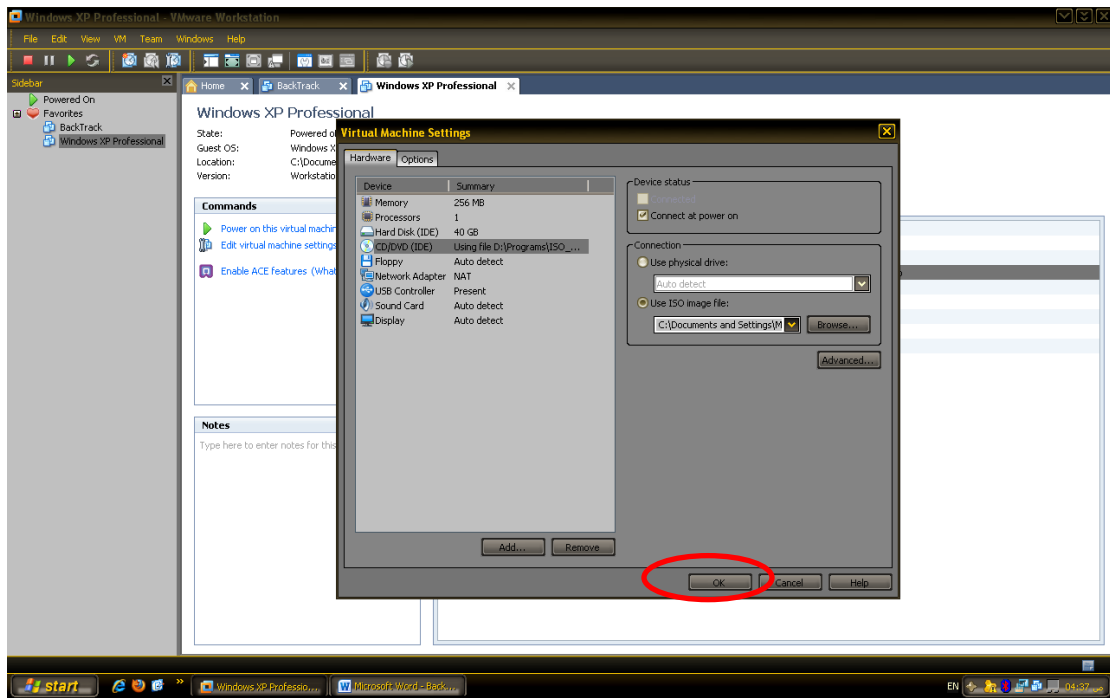 Windows XP Professional - VMware Workstation
File Edit View VM Team Windows Help
Sidebar
Powered On
Favorites
BackTrack
Windows XP Professional
Home BackTrack Windows XP Professional
Windows XP Professional
State: Powered o
Guest OS: Windows X
Location: C:\Docume
Version: Workstatio
Commands
Power on this virtual machin
Edit virtual machine settings
Enable ACE features (What
Notes
Type here to enter notes for this
Virtual Machine Settings
Hardware Options
Device Summary
Memory 256 MB
Processors 1
Hard Disk (IDE) 40 GB
CD/DVD (IDE) Using file D:\Programs\ISO_...
Floppy Auto detect
Network Adapter NAT
USB Controller Present
Sound Card Auto detect
Display Auto detect
Add... Remove
Device status
Connected
Connect at power on
Connection
Use physical drive:
Auto detect
Use ISO image file:
C:\Documents and Settings\M Browse...
Advanced...
OK Cancel Help
start Windows XP Professio... Microsoft Word - Back... EN 04:37